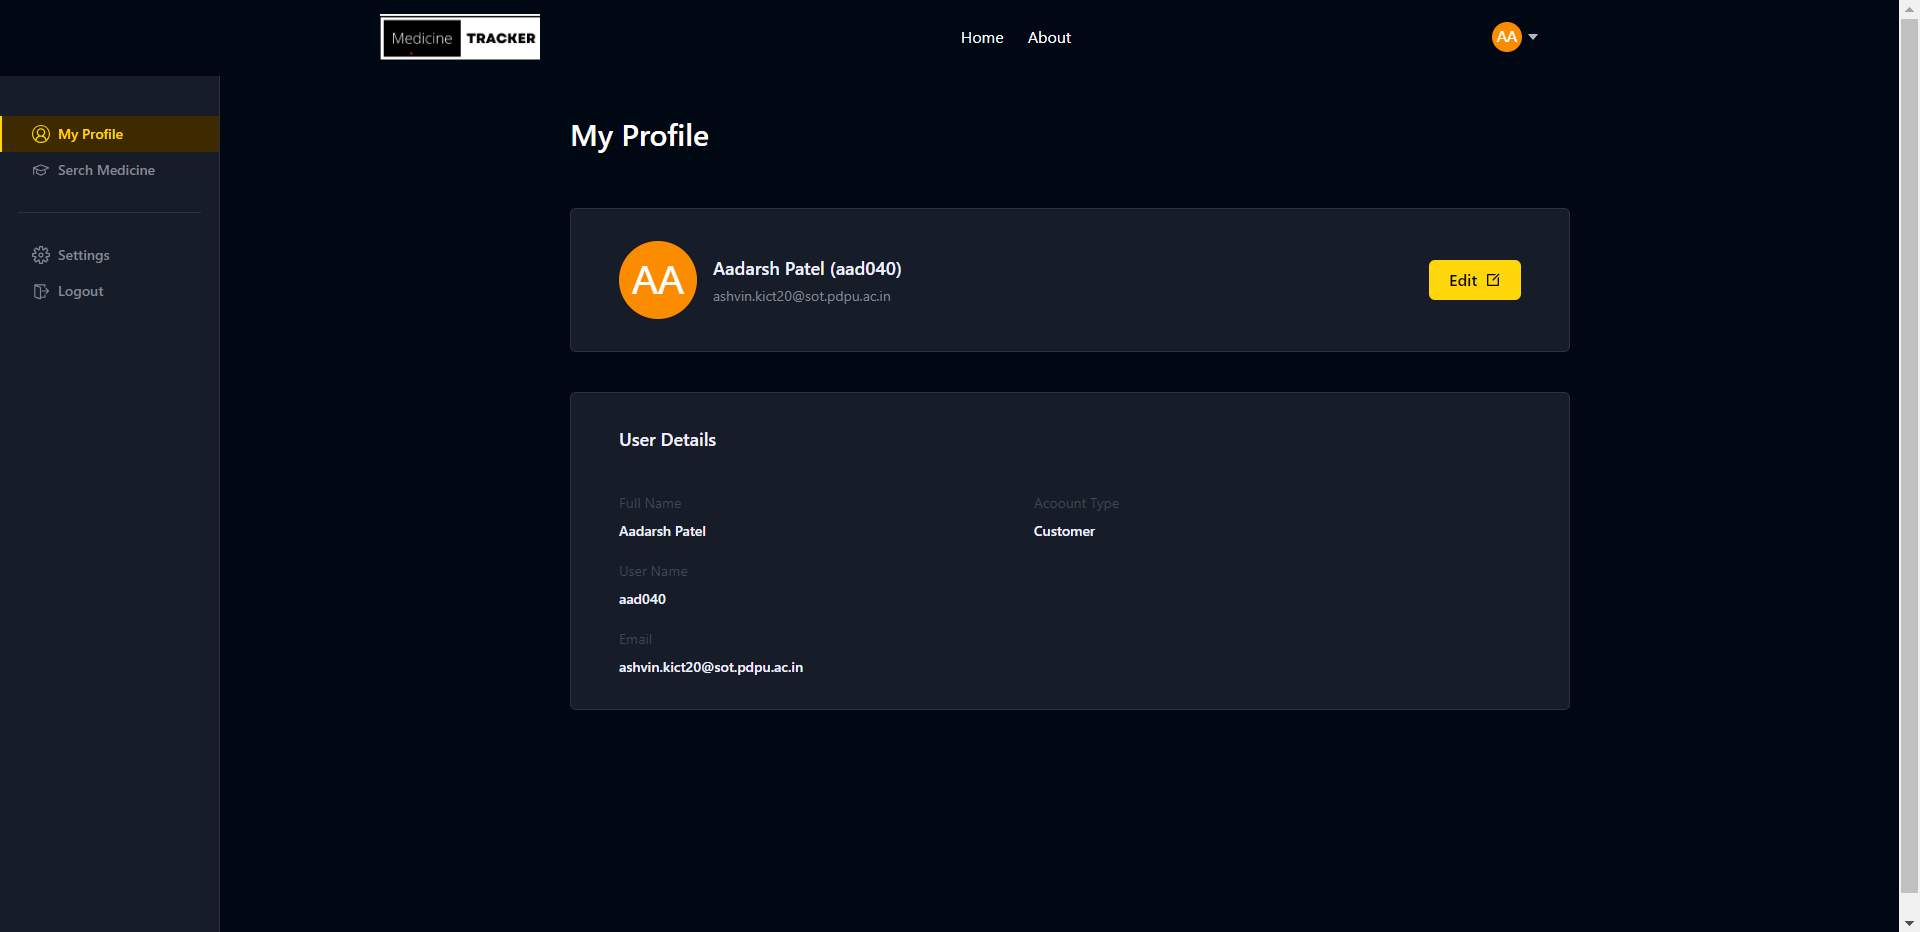 Medicine TRACKER
Home
About
AA
My Profile
Serch Medicine
Settings
Logout
My Profile
AA
Aadarsh Patel (aad040)
ashvin.kict20@sot.pdpu.ac.in
Edit
User Details
Full Name
Aadarsh Patel
Acoount Type
Customer
User Name
aad040
Email
ashvin.kict20@sot.pdpu.ac.in